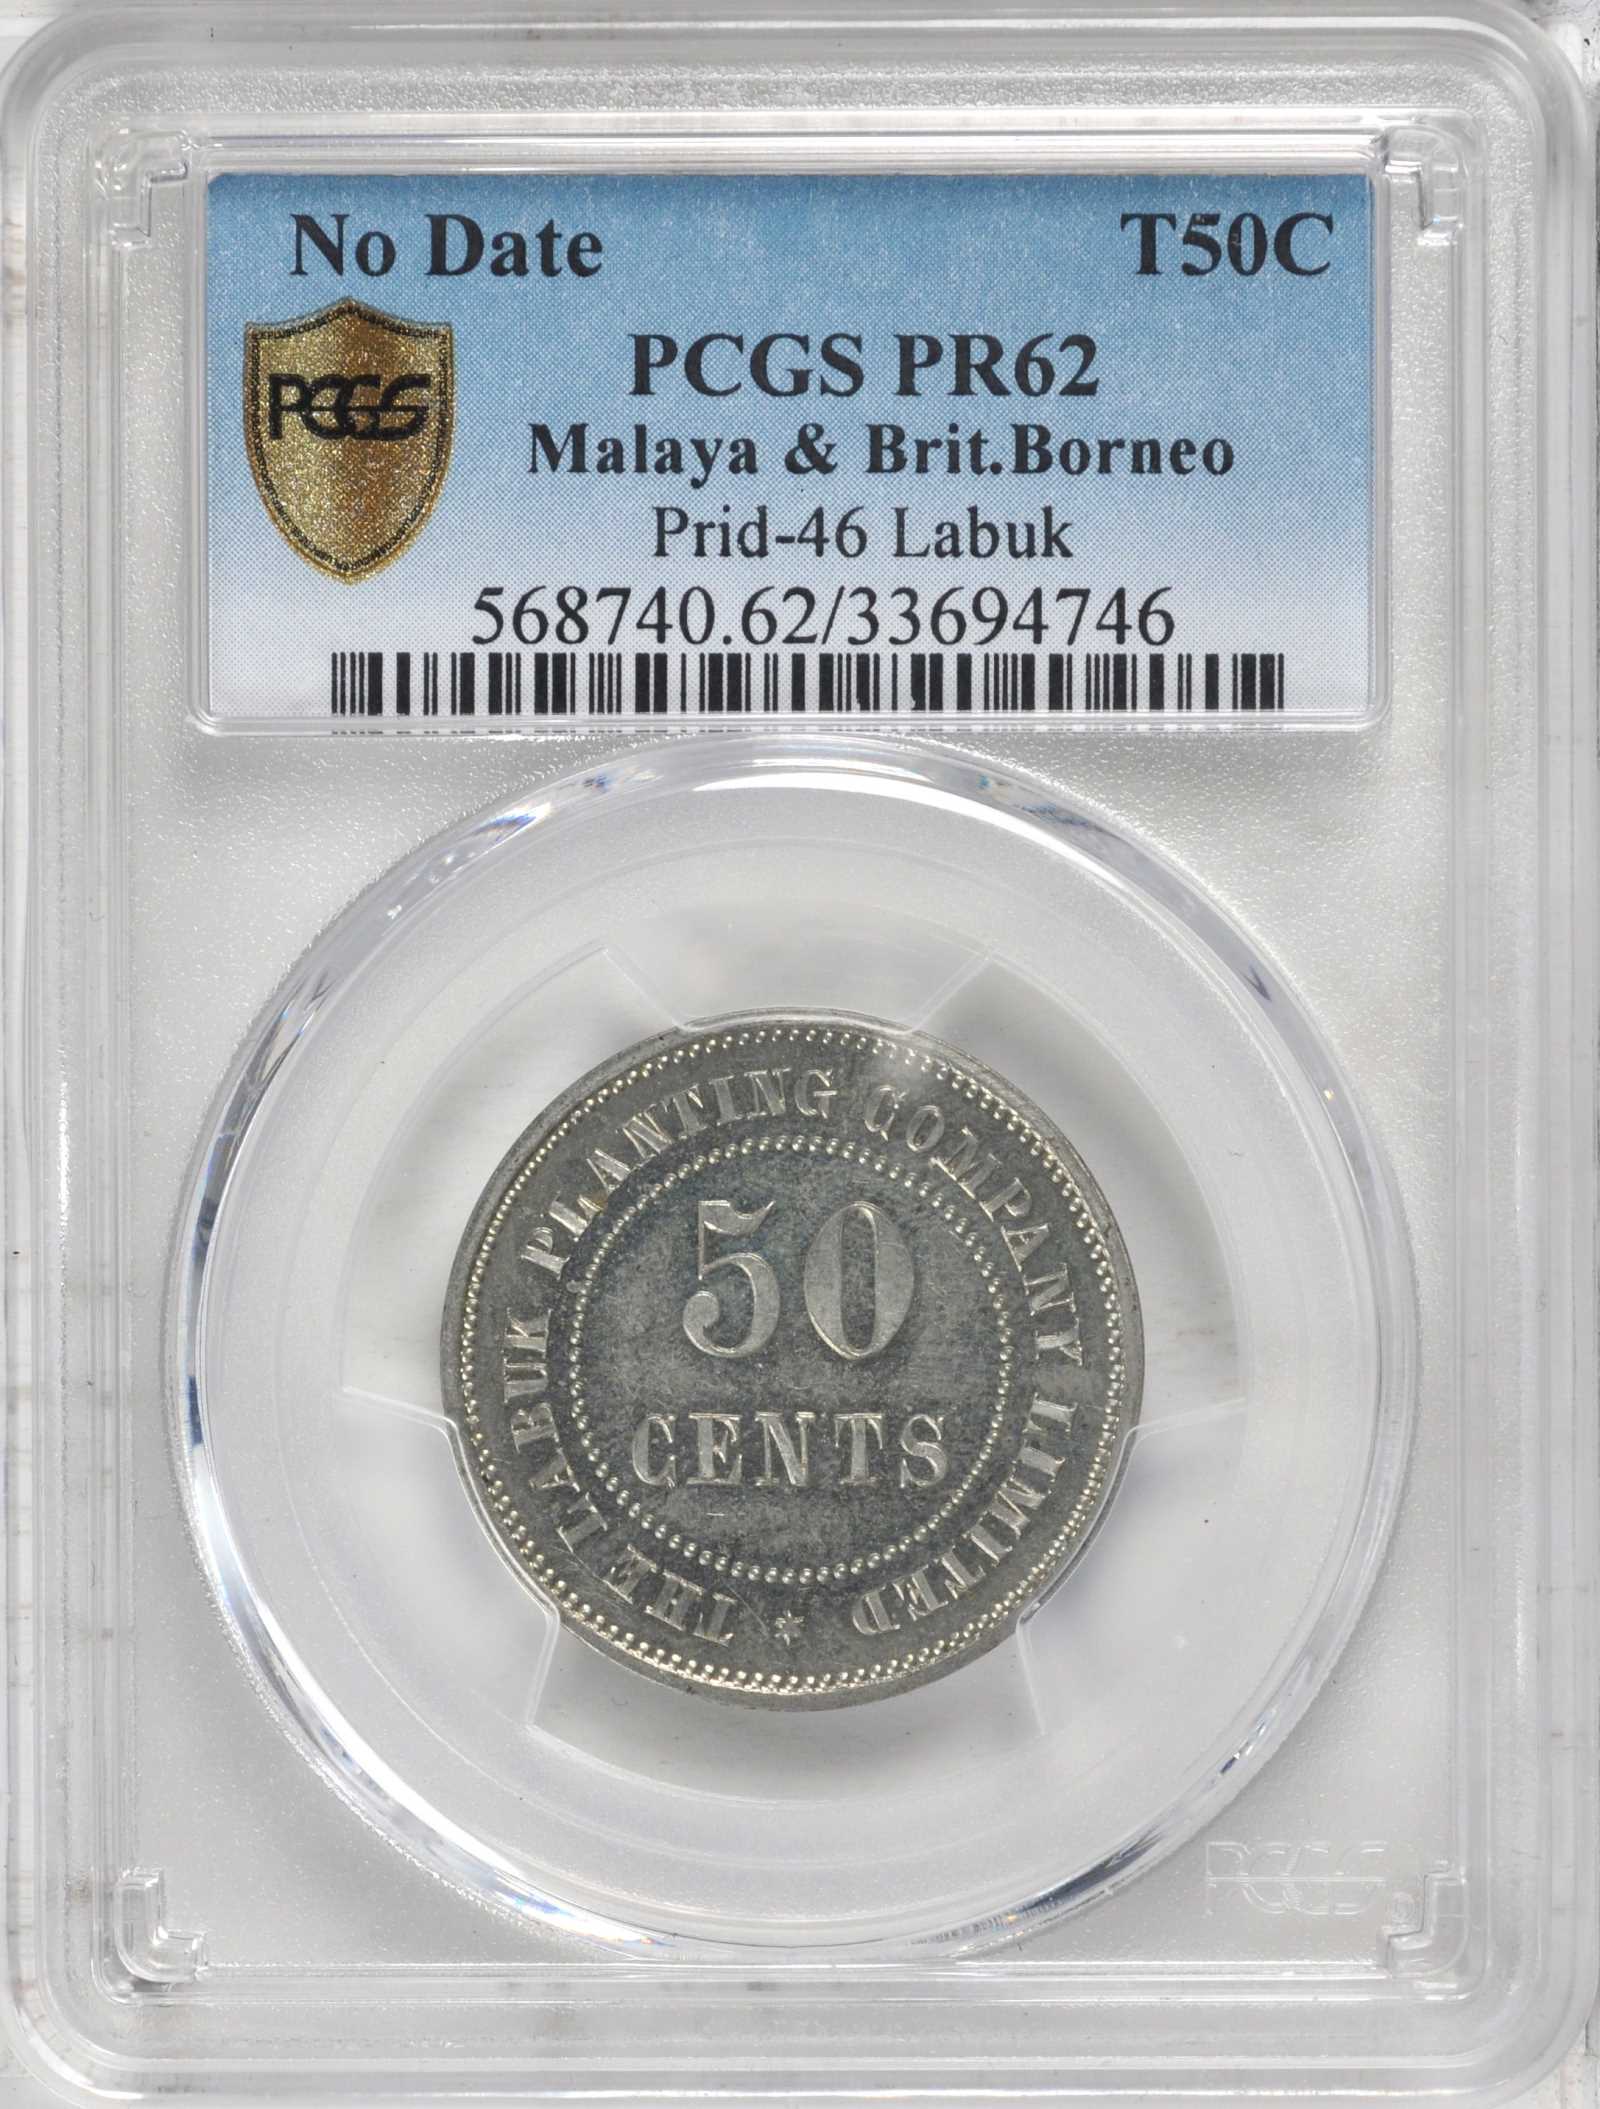 No Date T50C
PCGS PR62
PCGS
Malaya & Brit.Borneo
Prid-46 Labuk
568740.62/33694746
THE LABUK PLANTING COMPANY LIMITED *
50
CENTS
PCGS